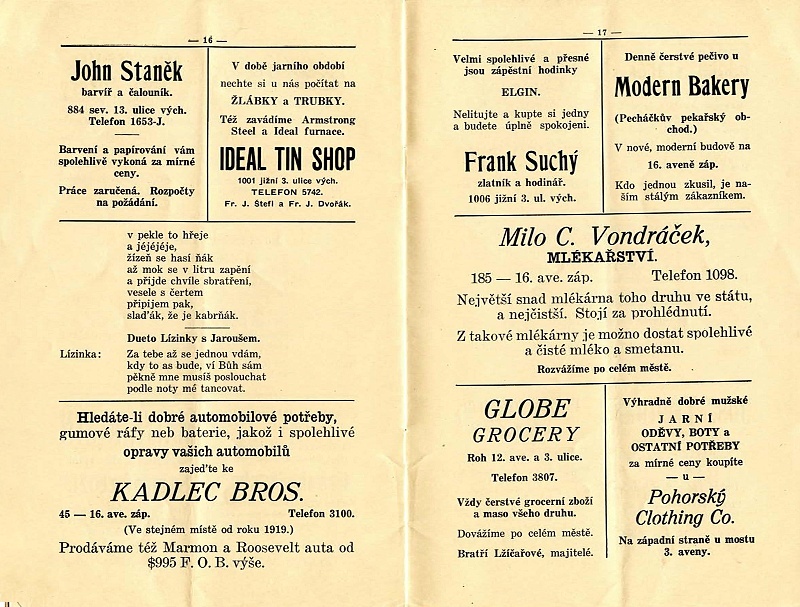 — 16 —
John Staněk
barvíř a čalouník.
884 sev. 13. ulice vých.
Telefon 1653-J.
Barvení a papírování vám
spolehlivě vykoná za mírné
ceny.
Práce zaručená. Rozpočty
na požádání.
V době jarního období
nechte si u nás počítat na
ŽLÁBKY a TRUBKY.
Též zavádíme Armstrong
Steel a Ideal furnace.
IDEAL TIN SHOP
1001 jižní 3. ulice vých.
TELEFON 5742.
Fr. J. Štefl a Fr. J. Dvořák.
v pekle to hřeje
a jéjéjéje,
žízeň se hasí ňák
až mok se v litru zapění
a přijde chvíle sbratření,
vesele s čertem
připijem pak,
slaďák, že je kabrňák.
Dueto Lízinky s Jaroušem.
Lízinka: Za tebe až se jednou vdám,
kdy to as bude, ví Bůh sám
pěkně mne musíš poslouchat
podle noty mé tancovat.
Hledáte-li dobré automobilové potřeby,
gumové ráfy neb baterie, jakož i spolehlivé
opravy vašich automobilů
zajeďte ke
KADLEC BROS.
45 — 16. ave. záp. Telefon 3100.
(Ve stejném místě od roku 1919.)
Prodáváme též Marmon a Roosevelt auta od
$995 F. O. B. výše.
— 17 —
Velmi spolehlivé a přesné
jsou zápěstní hodinky
ELGIN.
Nelitujte a kupte si jedny
a budete úplně spokojeni.
Frank Suchý
zlatník a hodinář.
1006 jižní 3. ul. vých.
Denně čerstvé pečivo u
Modern Bakery
(Pecháčkův pekařský ob-
chod.)
V nové, moderní budově na
16. aveně záp.
Kdo jednou zkusil, je na-
ším stálým zákazníkem.
Milo C. Vondráček,
MLÉKAŘSTVÍ.
185 — 16. ave. záp. Telefon 1098.
Největší snad mlékárna toho druhu ve státu,
a nejčistší. Stojí za prohlédnutí.
Z takové mlékárny je možno dostat spolehlivé
a čisté mléko a smetanu.
Rozvážíme po celém městě.
GLOBE
GROCERY
Roh 12. ave. a 3. ulice.
Telefon 3807.
Vždy čerstvé grocerní zboží
a maso všeho druhu.
Dovážíme po celém městě.
Bratří Lžíčařové, majitelé.
Výhradně dobré mužské
JARNÍ
ODĚVY, BOTY a
OSTATNÍ POTŘEBY
za mírné ceny koupíte
— u —
Pohorský
Clothing Co.
Na západní straně u mostu
3. aveny.